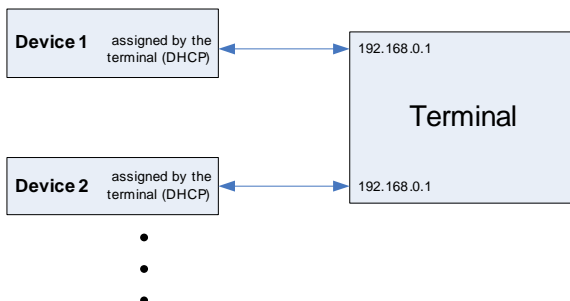 Device 1
assigned by the
terminal (DHCP)
192.168.0.1
Terminal
Device 2
assigned by the
terminal (DHCP)
192.168.0.1